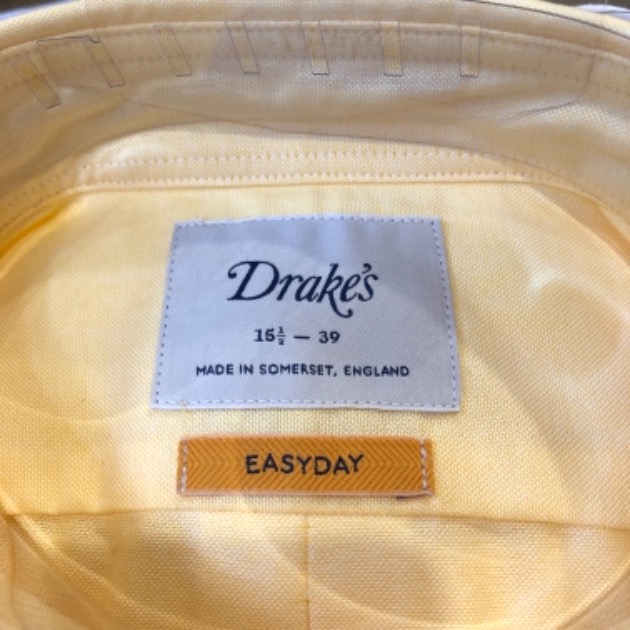 Drake's
15½ — 39
MADE IN SOMERSET, ENGLAND
EASYDAY